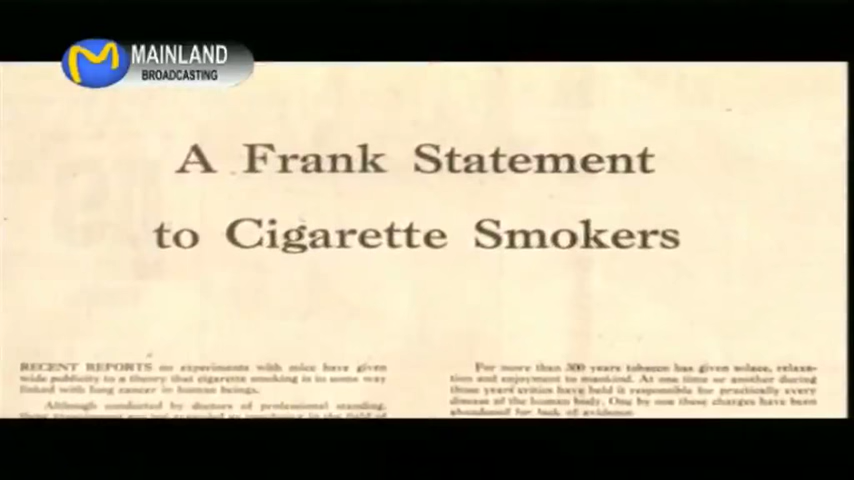 MAINLAND
BROADCASTING
A Frank Statement
to Cigarette Smokers
RECENT REPORTS on experiments with mice have given
wide publicity to a theory that cigarette smoking is in some way
linked with lung cancer in human beings.
Although conducted by doctors of professional standing,
For more than 300 years tobacco has given solace, relaxa-
tion and enjoyment to mankind. At one time or another during
those years critics have held it responsible for practically every
disease of the human body. One by one these charges have been
abandoned for lack of evidence.